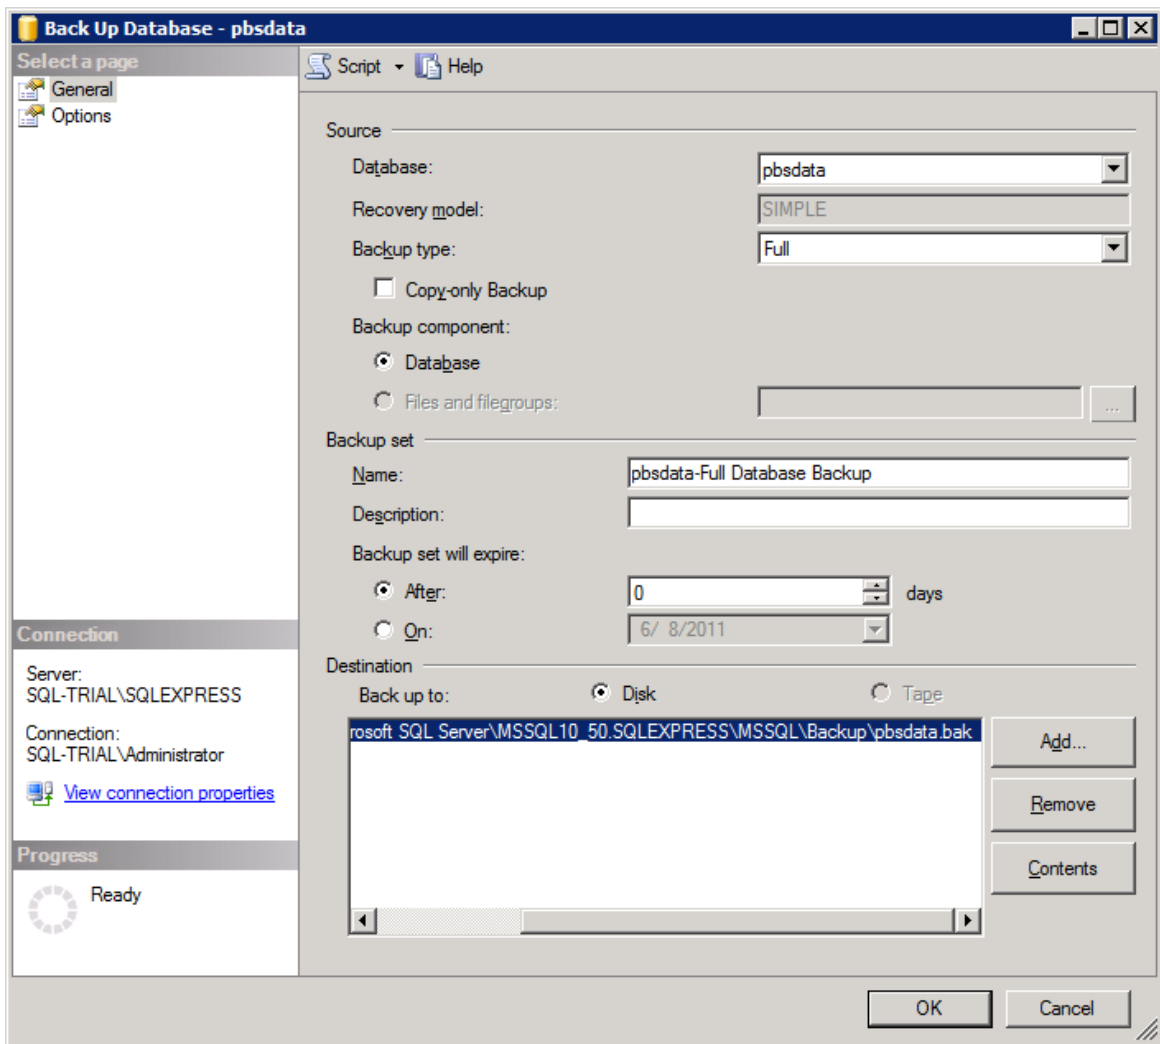 Back Up Database - pbsdata
Select a page
General
Options
Script Help
Source
Database: pbsdata
Recovery model: SIMPLE
Backup type: Full
Copy-only Backup
Backup component:
Database
Files and filegroups: ...
Backup set
Name: pbsdata-Full Database Backup
Description:
Backup set will expire:
After: 0 days
On: 6/ 8/2011
Destination
Back up to: Disk Tape
rosoft SQL Server\MSSQL10_50.SQLEXPRESS\MSSQL\Backup\pbsdata.bak
Add...
Remove
Contents
Connection
Server:
SQL-TRIAL\SQLEXPRESS
Connection:
SQL-TRIAL\Administrator
View connection properties
Progress
Ready
OK Cancel